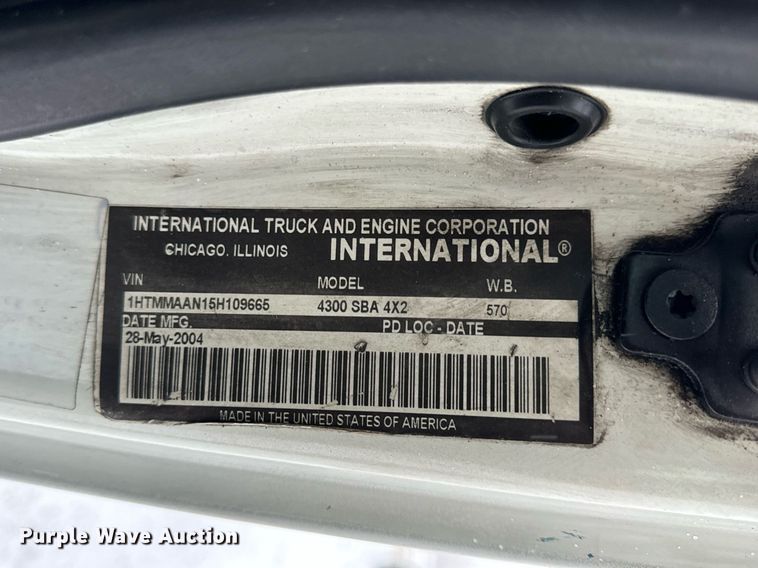 INTERNATIONAL TRUCK AND ENGINE CORPORATION
CHICAGO, ILLINOIS INTERNATIONAL®
VIN MODEL W.B.
1HTMMAAN15H109665 4300 SBA 4X2 570
DATE MFG. PD LOC - DATE
28-May-2004
MADE IN THE UNITED STATES OF AMERICA
Purple Wave Auction